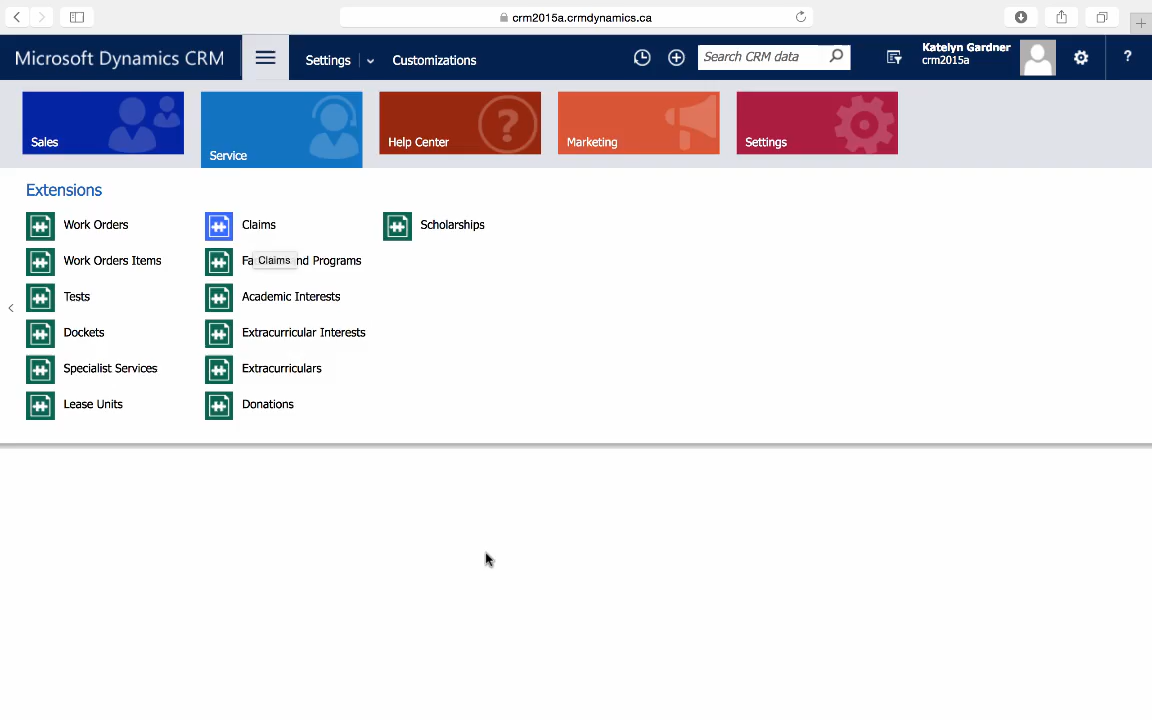 crm2015a.crmdynamics.ca
Microsoft Dynamics CRM
Settings
Customizations
Search CRM data
Katelyn Gardner
crm2015a
?
Sales
Service
Help Center
?
Marketing
Settings
Extensions
Work Orders
Claims
Scholarships
Work Orders Items
Fa
Claims
nd Programs
Tests
Academic Interests
Dockets
Extracurricular Interests
Specialist Services
Extracurriculars
Lease Units
Donations